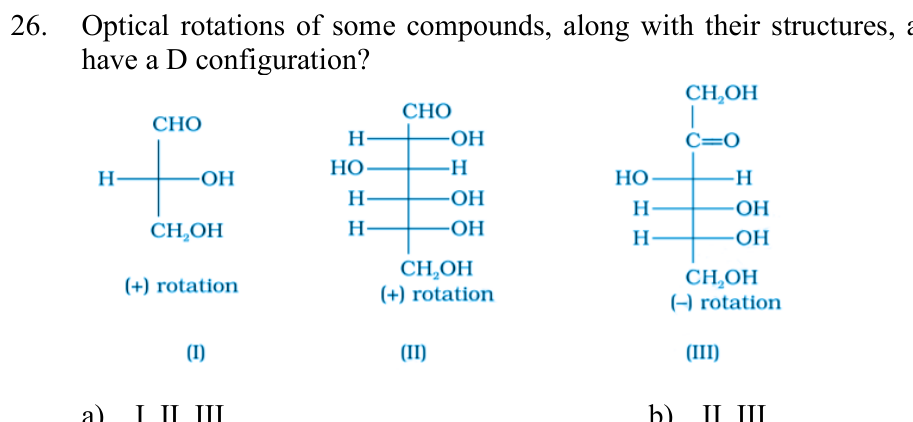 26. Optical rotations of some compounds, along with their structures,
have a D configuration?
CHO
H OH
CH₂OH
(+) rotation
(I)
CHO
H OH
HO H
H OH
H OH
CH₂OH
(+) rotation
(II)
CH₂OH
C=O
HO H
H OH
H OH
CH₂OH
(–) rotation
(III)
a) I, II, III b) II, III